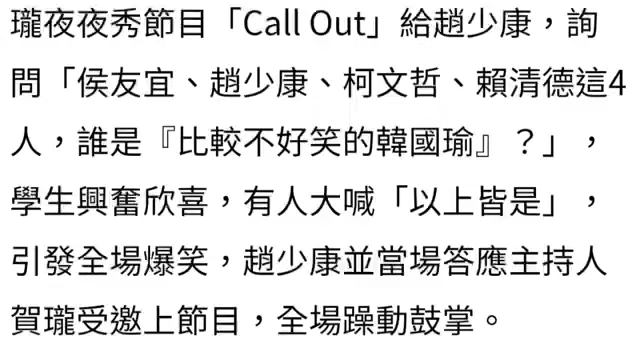 瓏夜夜秀節目「Call Out」給趙少康，詢
問「侯友宜、趙少康、柯文哲、賴清德這4
人，誰是『比較不好笑的韓國瑜』？」，
學生興奮欣喜，有人大喊「以上皆是」，
引發全場爆笑，趙少康並當場答應主持人
賀瓏受邀上節目，全場躁動鼓掌。